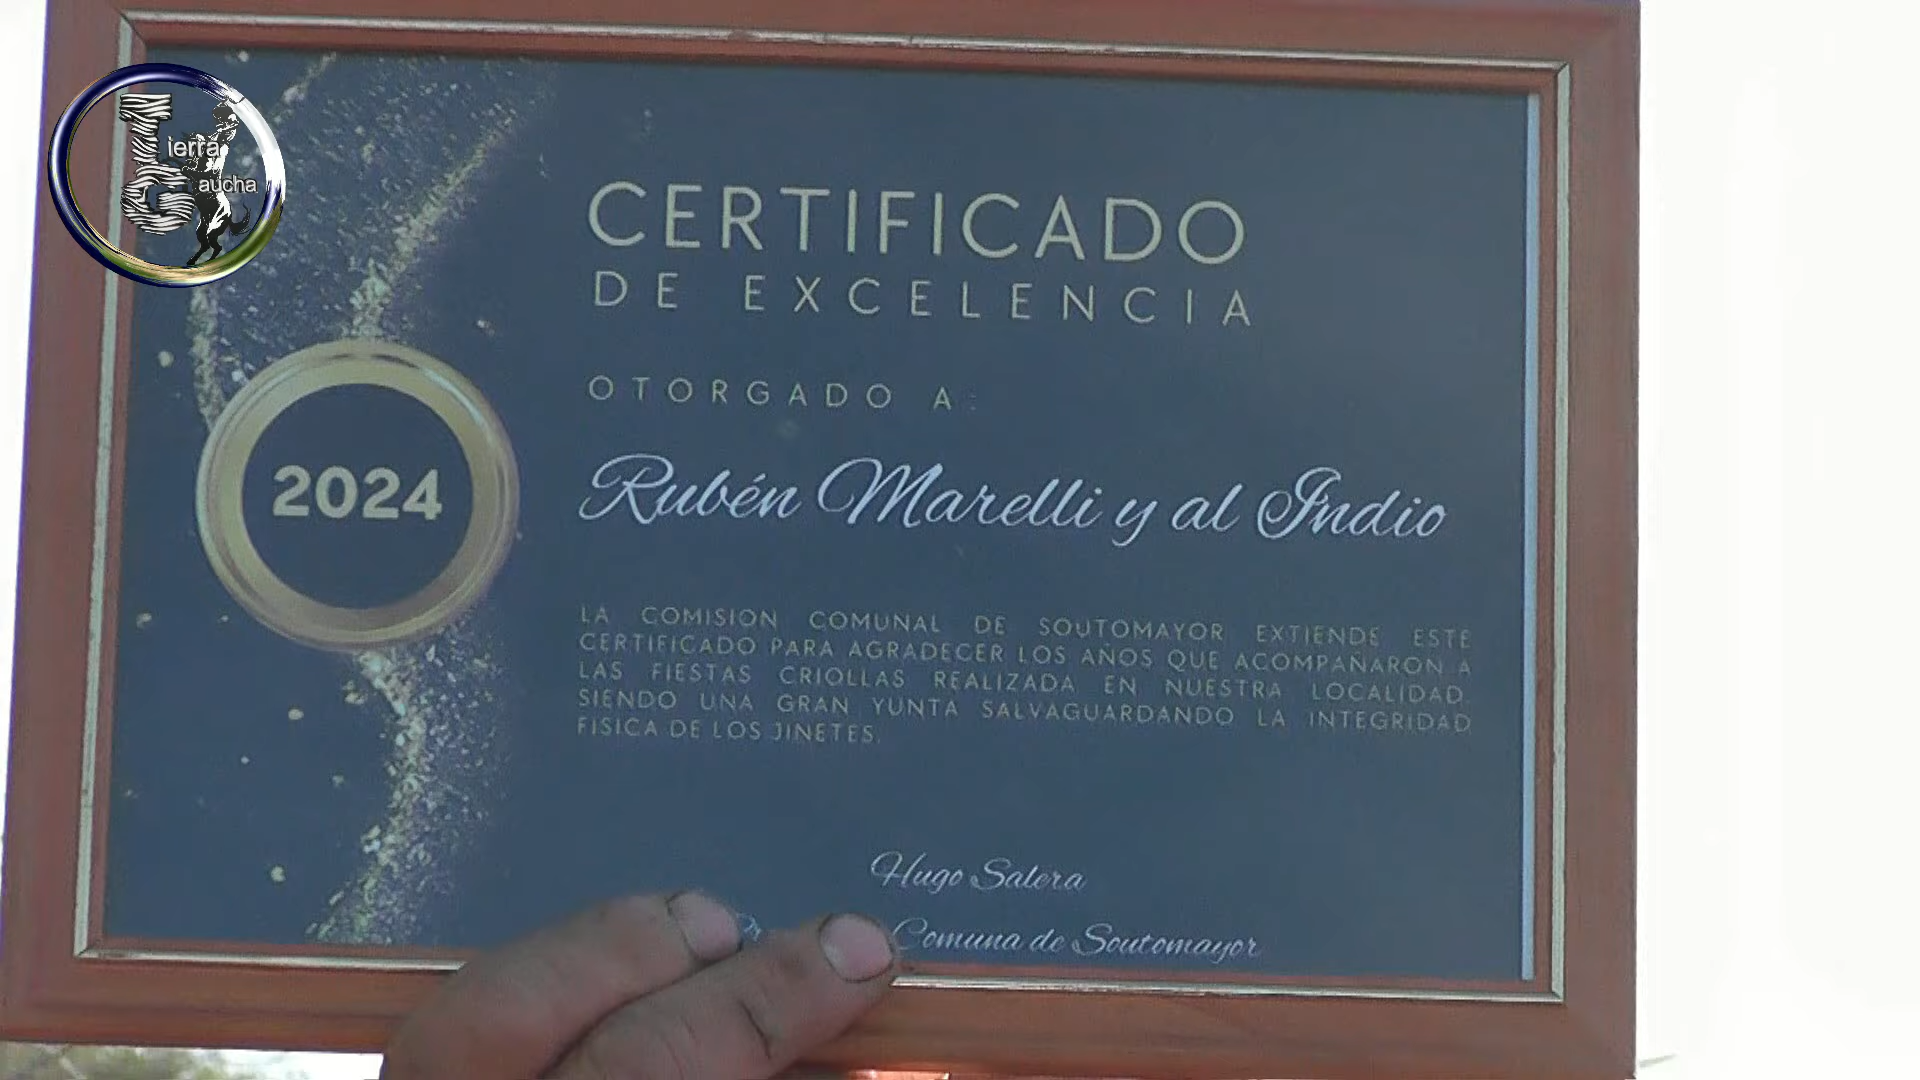 Tierra
Gaucha
CERTIFICADO
DE EXCELENCIA
OTORGADO A:
2024
Rubén Marelli y al Indio
LA COMISION COMUNAL DE SOUTOMAYOR EXTIENDE ESTE
CERTIFICADO PARA AGRADECER LOS AÑOS QUE ACOMPAÑARON A
LAS FIESTAS CRIOLLAS REALIZADA EN NUESTRA LOCALIDAD.
SIENDO UNA GRAN YUNTA SALVAGUARDANDO LA INTEGRIDAD
FISICA DE LOS JINETES.
Hugo Salera
Comuna de Soutomayor